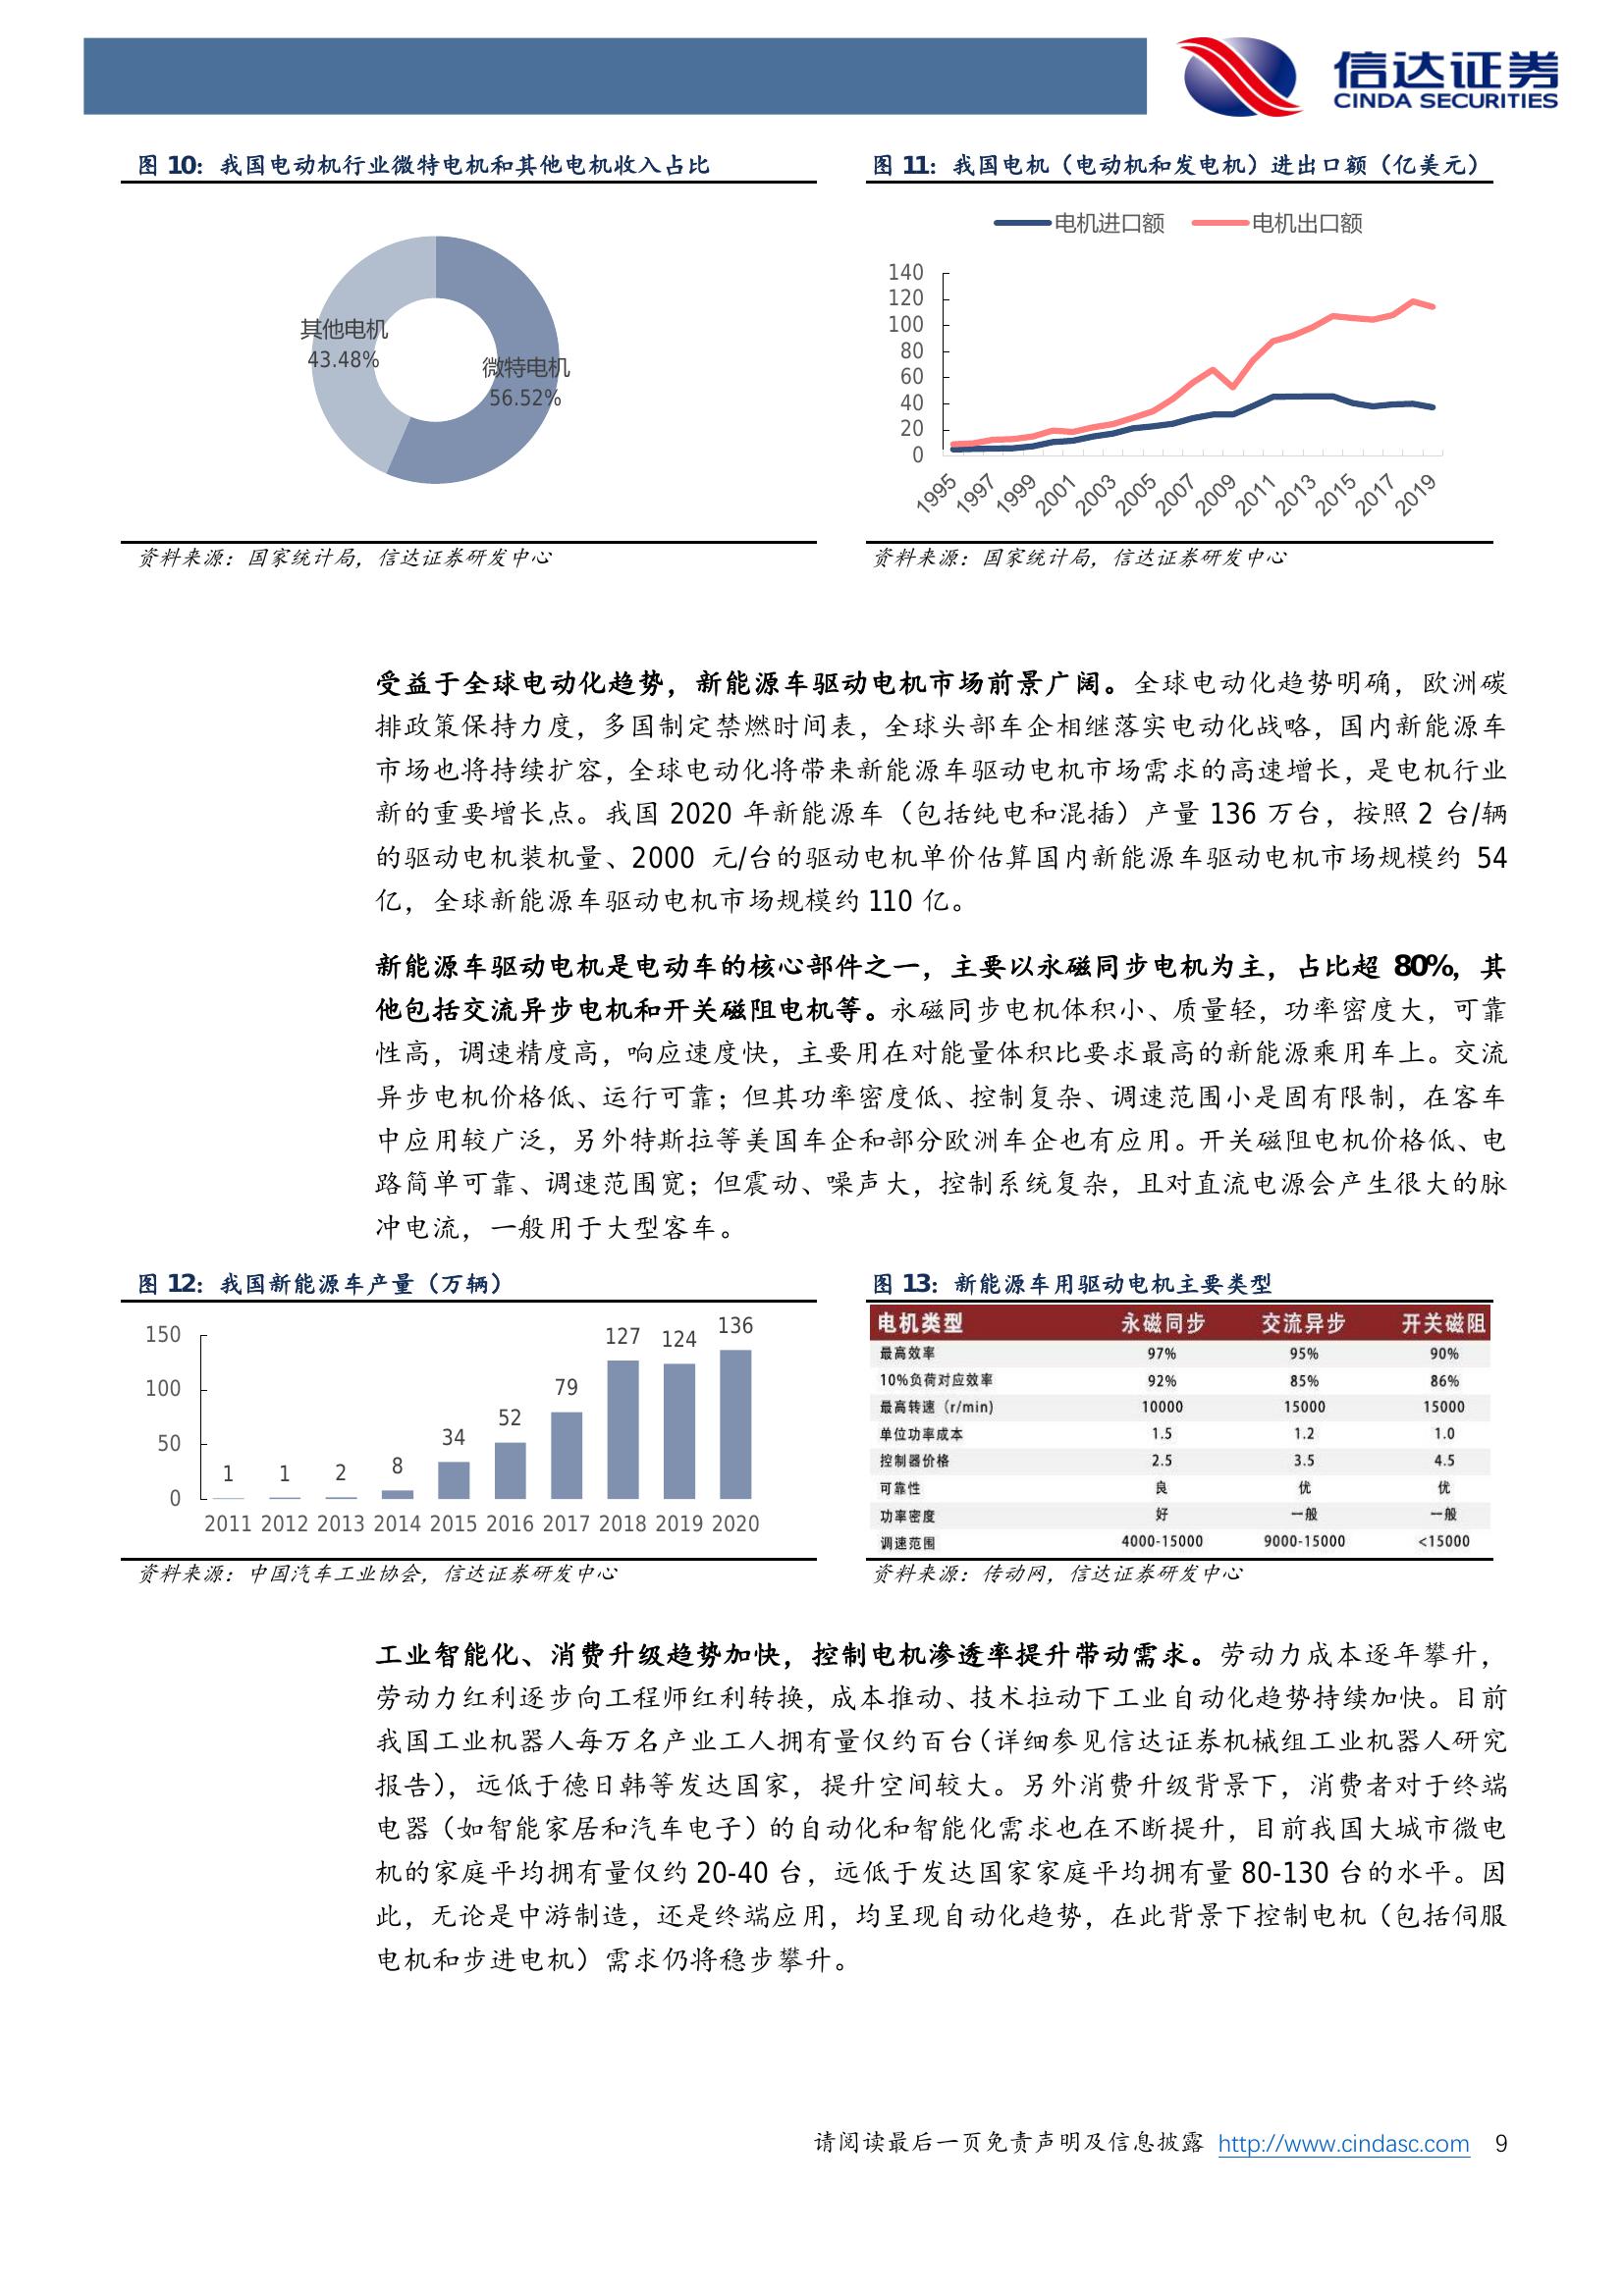 信达证券
CINDA SECURITIES
图 10：我国电动机行业微特电机和其他电机收入占比
其他电机
43.48%
微特电机
56.52%
资料来源：国家统计局，信达证券研发中心
图 11：我国电机（电动机和发电机）进出口额（亿美元）
电机进口额 电机出口额
140
120
100
80
60
40
20
0
1995 1997 1999 2001 2003 2005 2007 2009 2011 2013 2015 2017 2019
资料来源：国家统计局，信达证券研发中心
受益于全球电动化趋势，新能源车驱动电机市场前景广阔。全球电动化趋势明确，欧洲碳
排政策保持力度，多国制定禁燃时间表，全球头部车企相继落实电动化战略，国内新能源车
市场也将持续扩容，全球电动化将带来新能源车驱动电机市场需求的高速增长，是电机行业
新的重要增长点。我国 2020 年新能源车（包括纯电和混插）产量 136 万台，按照 2 台/辆
的驱动电机装机量、2000 元/台的驱动电机单价估算国内新能源车驱动电机市场规模约 54
亿，全球新能源车驱动电机市场规模约 110 亿。
新能源车驱动电机是电动车的核心部件之一，主要以永磁同步电机为主，占比超 80%，其
他包括交流异步电机和开关磁阻电机等。永磁同步电机体积小、质量轻，功率密度大，可靠
性高，调速精度高，响应速度快，主要用在对能量体积比要求最高的新能源乘用车上。交流
异步电机价格低、运行可靠；但其功率密度低、控制复杂、调速范围小是固有限制，在客车
中应用较广泛，另外特斯拉等美国车企和部分欧洲车企也有应用。开关磁阻电机价格低、电
路简单可靠、调速范围宽；但震动、噪声大，控制系统复杂，且对直流电源会产生很大的脉
冲电流，一般用于大型客车。
图 12：我国新能源车产量（万辆）
150
100
50
0
1 1 2 8 34 52 79 127 124 136
2011 2012 2013 2014 2015 2016 2017 2018 2019 2020
资料来源：中国汽车工业协会，信达证券研发中心
图 13：新能源车用驱动电机主要类型
电机类型 永磁同步 交流异步 开关磁阻
最高效率 97% 95% 90%
10%负荷对应效率 92% 85% 86%
最高转速（r/min） 10000 15000 15000
单位功率成本 1.5 1.2 1.0
控制器价格 2.5 3.5 4.5
可靠性 良 优 优
功率密度 好 一般 一般
调速范围 4000-15000 9000-15000 <15000
资料来源：传动网，信达证券研发中心
工业智能化、消费升级趋势加快，控制电机渗透率提升带动需求。劳动力成本逐年攀升，
劳动力红利逐步向工程师红利转换，成本推动、技术拉动下工业自动化趋势持续加快。目前
我国工业机器人每万名产业工人拥有量仅约百台（详细参见信达证券机械组工业机器人研究
报告），远低于德日韩等发达国家，提升空间较大。另外消费升级背景下，消费者对于终端
电器（如智能家居和汽车电子）的自动化和智能化需求也在不断提升，目前我国大城市微电
机的家庭平均拥有量仅约 20-40 台，远低于发达国家家庭平均拥有量 80-130 台的水平。因
此，无论是中游制造，还是终端应用，均呈现自动化趋势，在此背景下控制电机（包括伺服
电机和步进电机）需求仍将稳步攀升。
请阅读最后一页免责声明及信息披露 http://www.cindasc.com 9